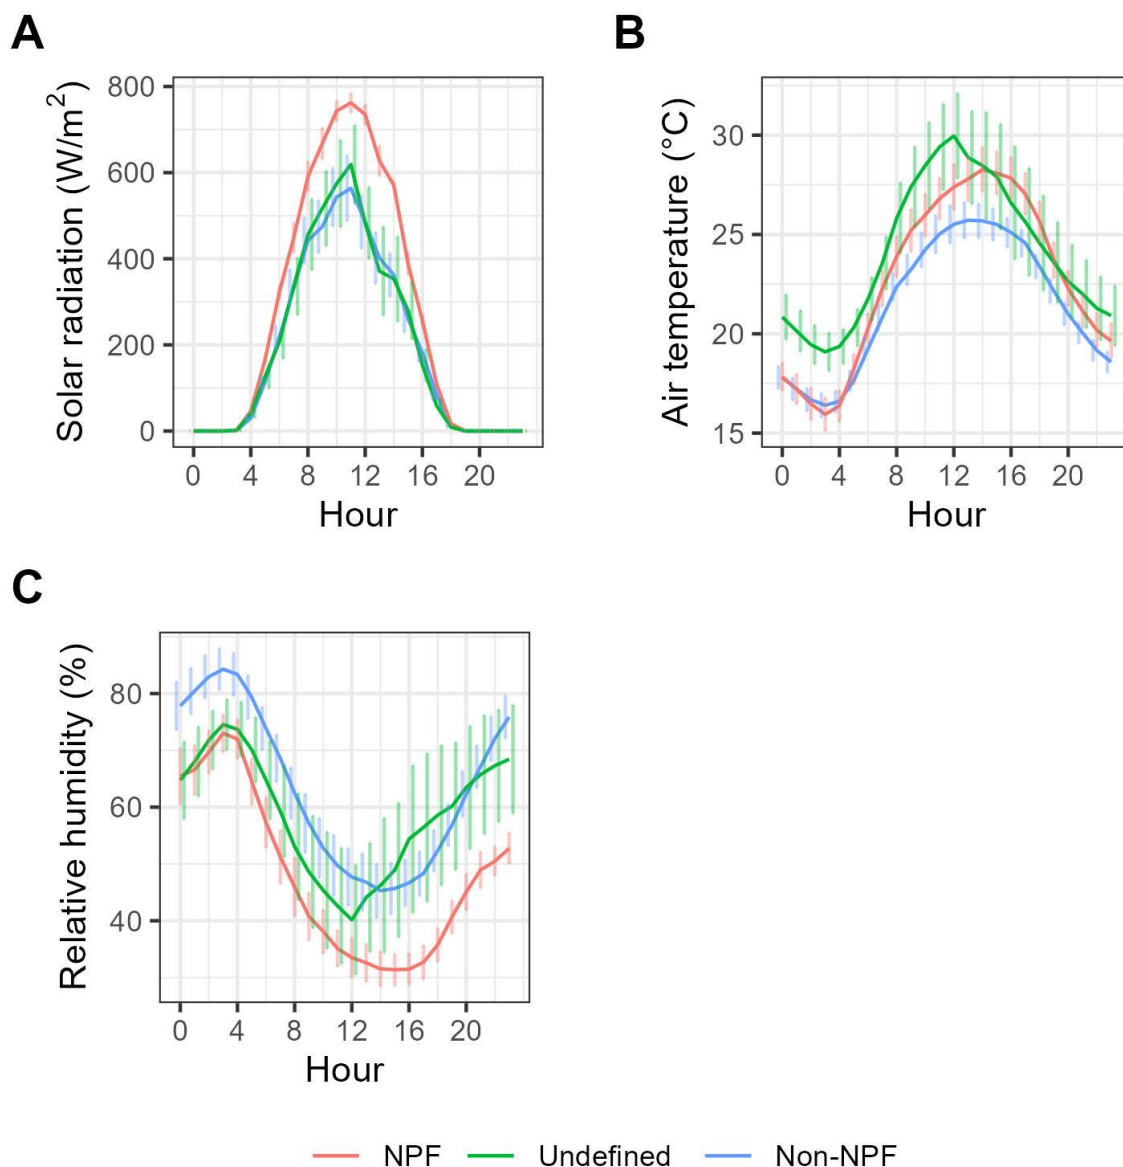 A
Solar radiation (W/m²)
800
600
400
200
0
0 4 8 12 16 20
Hour
B
Air temperature (°C)
30
25
20
15
0 4 8 12 16 20
Hour
C
Relative humidity (%)
80
60
40
0 4 8 12 16 20
Hour
NPF Undefined Non-NPF